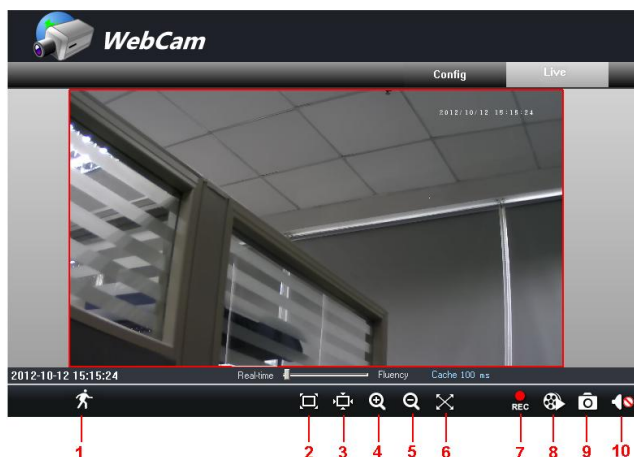 WebCam
Config Live
2012/10/12 15:15:24
2012-10-12 15:15:24 Real-time Fluency Cache 100 ms
REC
1 2 3 4 5 6 7 8 9 10